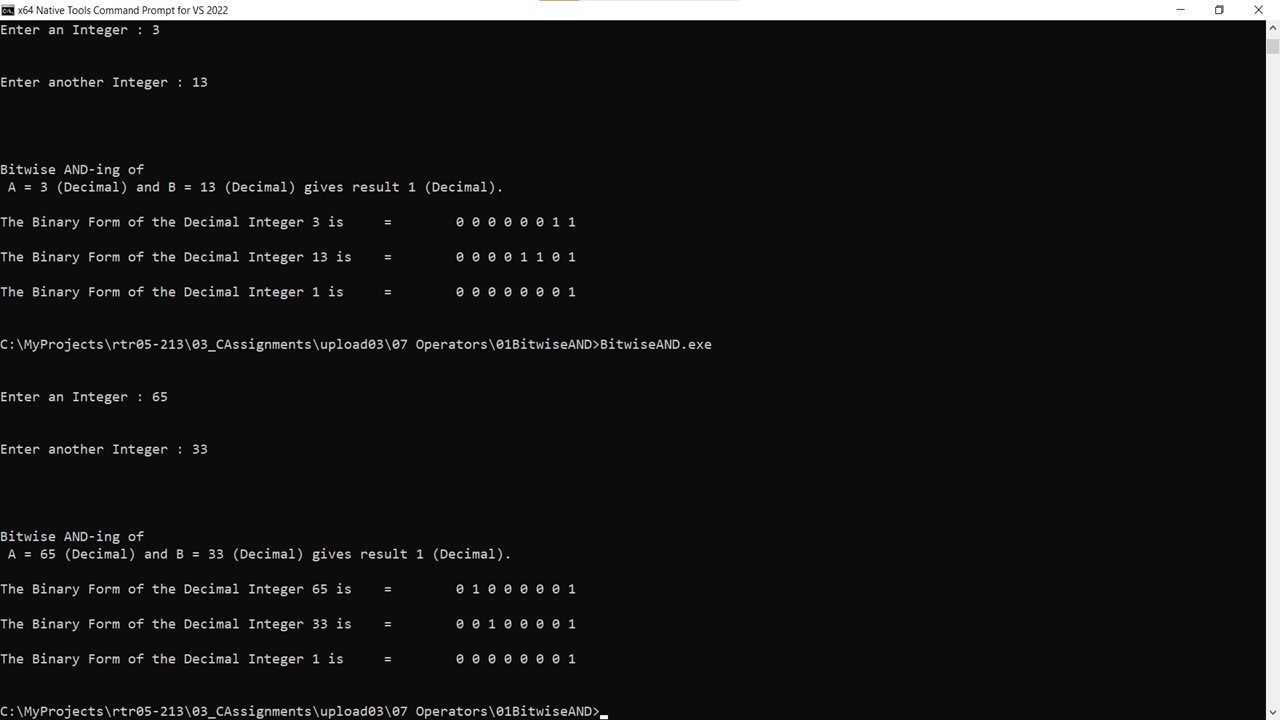 x64 Native Tools Command Prompt for VS 2022
Enter an Integer : 3
Enter another Integer : 13
Bitwise AND-ing of
A = 3 (Decimal) and B = 13 (Decimal) gives result 1 (Decimal).
The Binary Form of the Decimal Integer 3 is = 0 0 0 0 0 0 1 1
The Binary Form of the Decimal Integer 13 is = 0 0 0 0 1 1 0 1
The Binary Form of the Decimal Integer 1 is = 0 0 0 0 0 0 0 1
C:\MyProjects\rtr05-213\03_CAssignments\upload03\07 Operators\01BitwiseAND>BitwiseAND.exe
Enter an Integer : 65
Enter another Integer : 33
Bitwise AND-ing of
A = 65 (Decimal) and B = 33 (Decimal) gives result 1 (Decimal).
The Binary Form of the Decimal Integer 65 is = 0 1 0 0 0 0 0 1
The Binary Form of the Decimal Integer 33 is = 0 0 1 0 0 0 0 1
The Binary Form of the Decimal Integer 1 is = 0 0 0 0 0 0 0 1
C:\MyProjects\rtr05-213\03_CAssignments\upload03\07 Operators\01BitwiseAND>